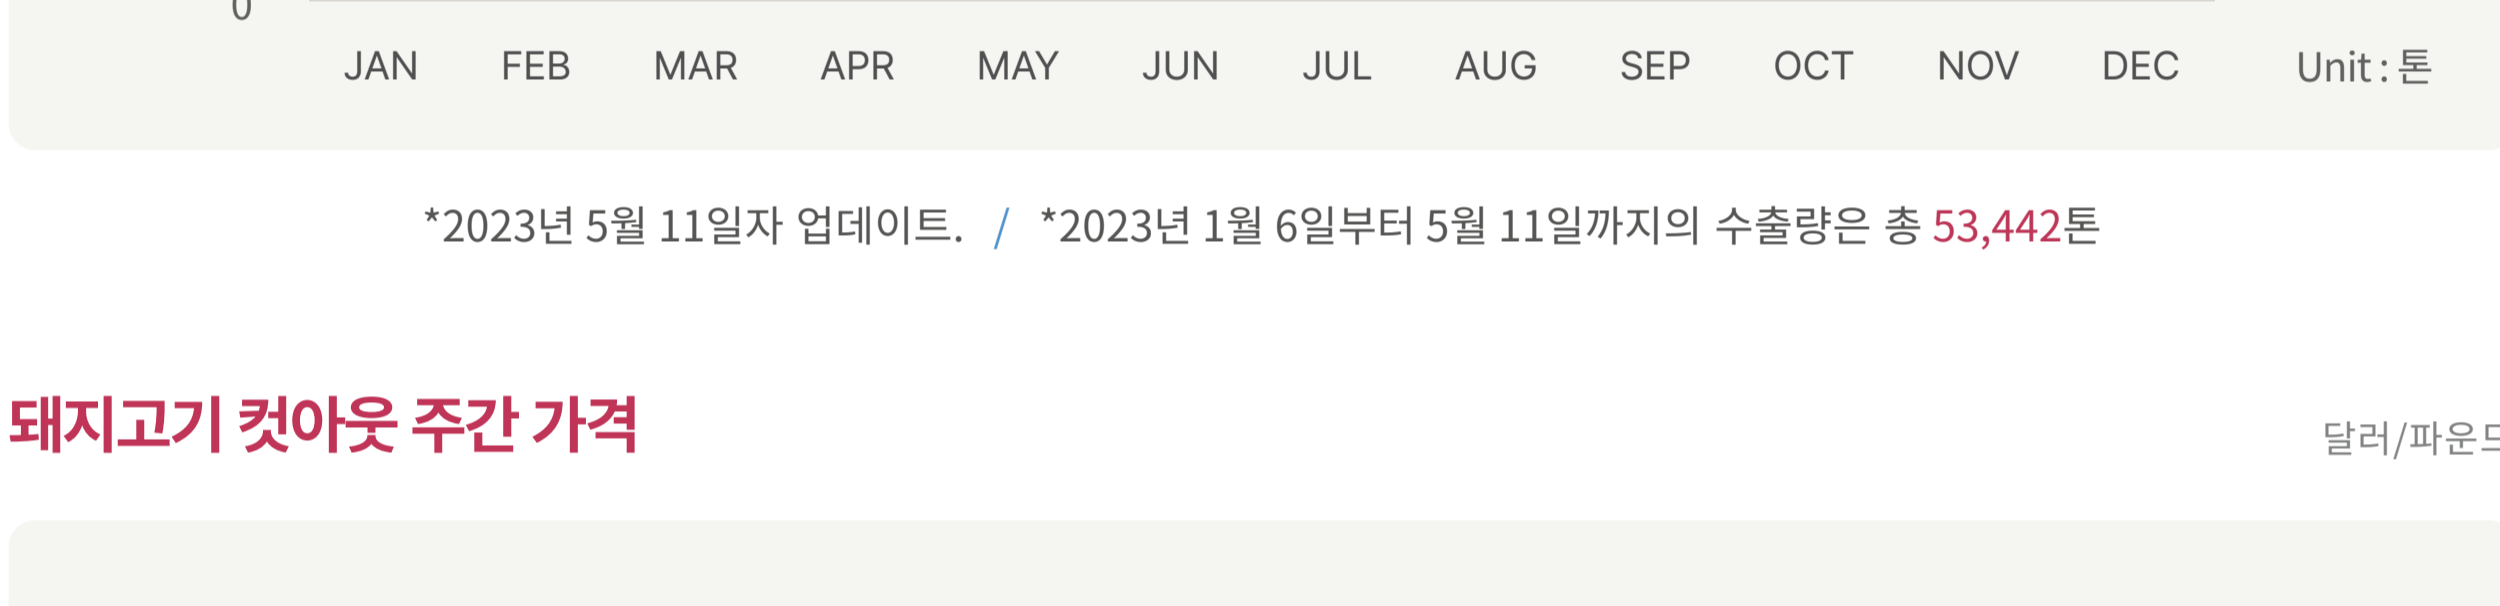 0
JAN FEB MAR APR MAY JUN JUL AUG SEP OCT NOV DEC Unit: 톤
*2023년 5월 11일자 업데이트. / *2023년 1월 6일부터 5월 11일까지의 수출량은 총 53,442톤
돼지고기 컷아웃 주간 가격
달러/파운드